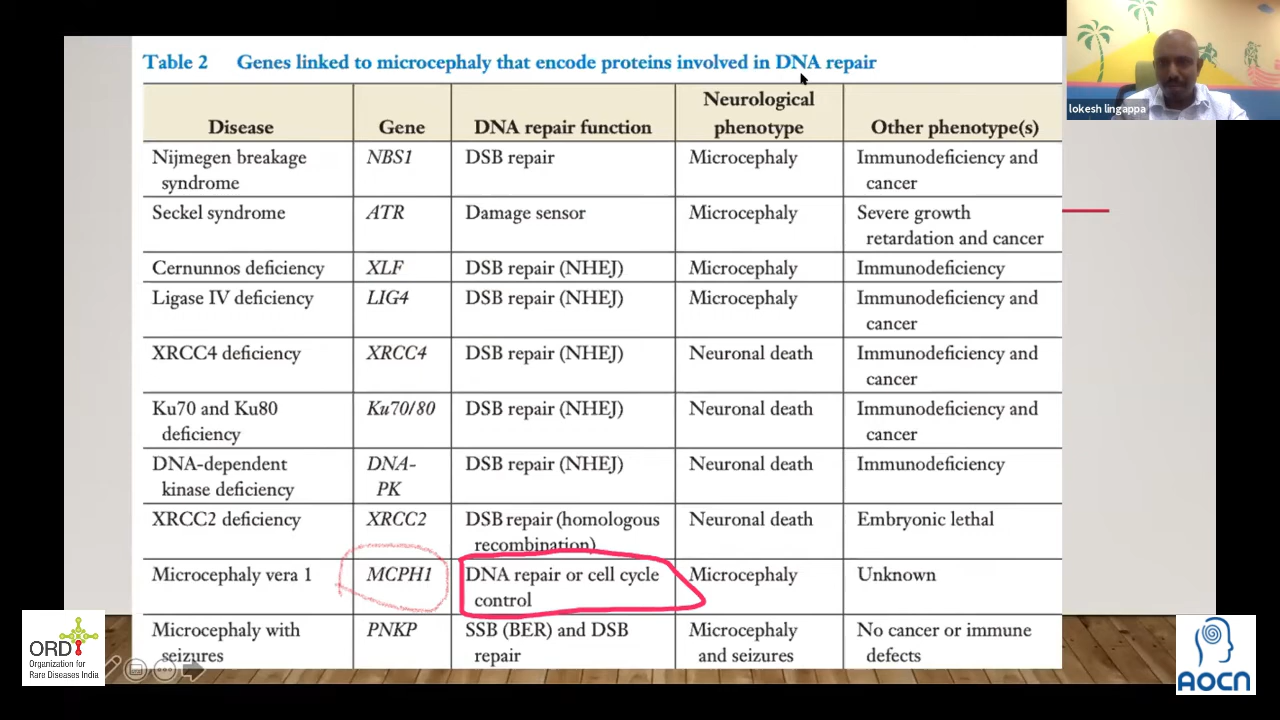 lokesh lingappa
Table 2 Genes linked to microcephaly that encode proteins involved in DNA repair
Disease Gene DNA repair function Neurological phenotype Other phenotype(s)
Nijmegen breakage syndrome NBS1 DSB repair Microcephaly Immunodeficiency and cancer
Seckel syndrome ATR Damage sensor Microcephaly Severe growth retardation and cancer
Cernunnos deficiency XLF DSB repair (NHEJ) Microcephaly Immunodeficiency
Ligase IV deficiency LIG4 DSB repair (NHEJ) Microcephaly Immunodeficiency and cancer
XRCC4 deficiency XRCC4 DSB repair (NHEJ) Neuronal death Immunodeficiency and cancer
Ku70 and Ku80 deficiency Ku70/80 DSB repair (NHEJ) Neuronal death Immunodeficiency and cancer
DNA-dependent kinase deficiency DNA-PK DSB repair (NHEJ) Neuronal death Immunodeficiency
XRCC2 deficiency XRCC2 DSB repair (homologous recombination) Neuronal death Embryonic lethal
Microcephaly vera 1 MCPH1 DNA repair or cell cycle control Microcephaly Unknown
Microcephaly with seizures PNKP SSB (BER) and DSB repair Microcephaly and seizures No cancer or immune defects
ORDI
Organization for
Rare Diseases India
AOCN